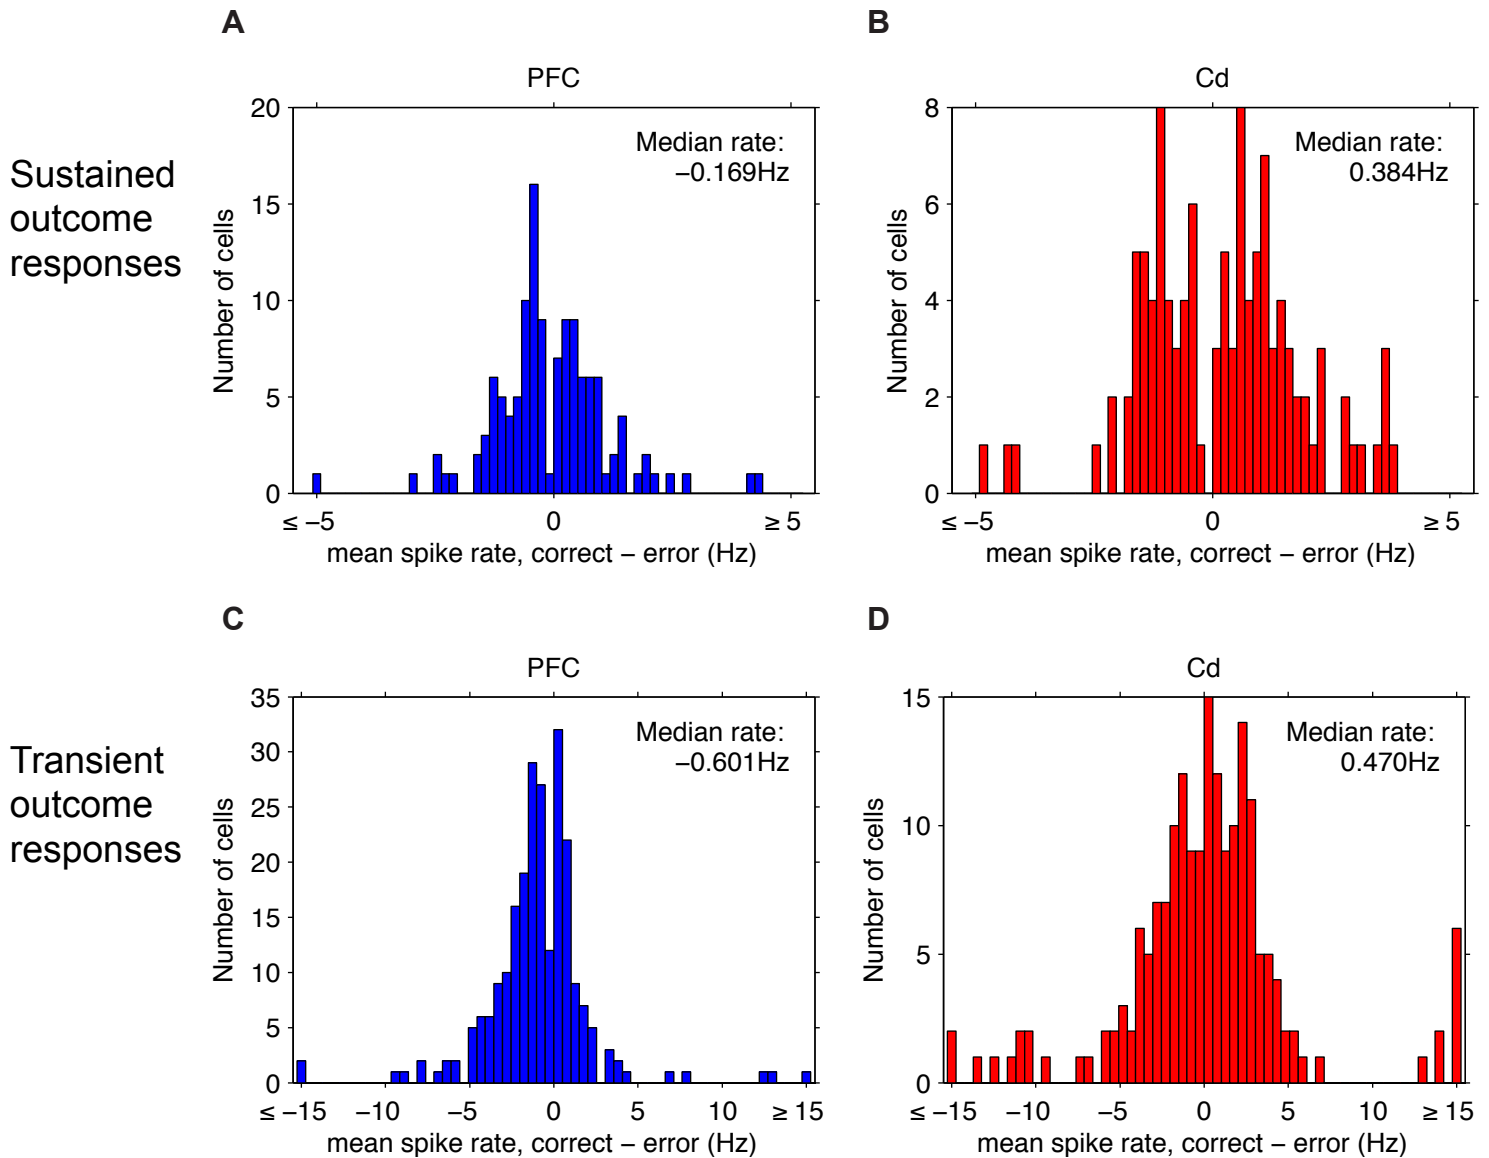 A
B
PFC
Cd
Sustained
outcome
responses
Median rate:
−0.169Hz
Median rate:
0.384Hz
Number of cells
20
15
10
5
0
Number of cells
8
6
4
2
0
≤ −5
0
≥ 5
≤ −5
0
≥ 5
mean spike rate, correct − error (Hz)
mean spike rate, correct − error (Hz)
C
D
PFC
Cd
Transient
outcome
responses
Median rate:
−0.601Hz
Median rate:
0.470Hz
Number of cells
35
30
25
20
15
10
5
0
Number of cells
15
10
5
0
≤ −15
−10
−5
0
5
10
≥ 15
≤ −15
−10
−5
0
5
10
≥ 15
mean spike rate, correct − error (Hz)
mean spike rate, correct − error (Hz)